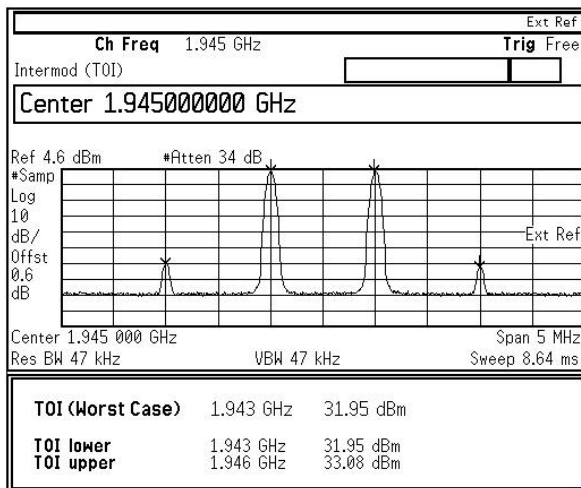 Ext Ref
Ch Freq 1.945 GHz Trig Free
Intermod (TOI)
Center 1.945000000 GHz
Ref 4.6 dBm #Atten 34 dB
#Samp
Log
10
dB/
Offst
0.6
dB
Ext Ref
Center 1.945 000 GHz Span 5 MHz
Res BW 47 kHz VBW 47 kHz Sweep 8.64 ms
TOI (Worst Case) 1.943 GHz 31.95 dBm
TOI lower 1.943 GHz 31.95 dBm
TOI upper 1.946 GHz 33.08 dBm